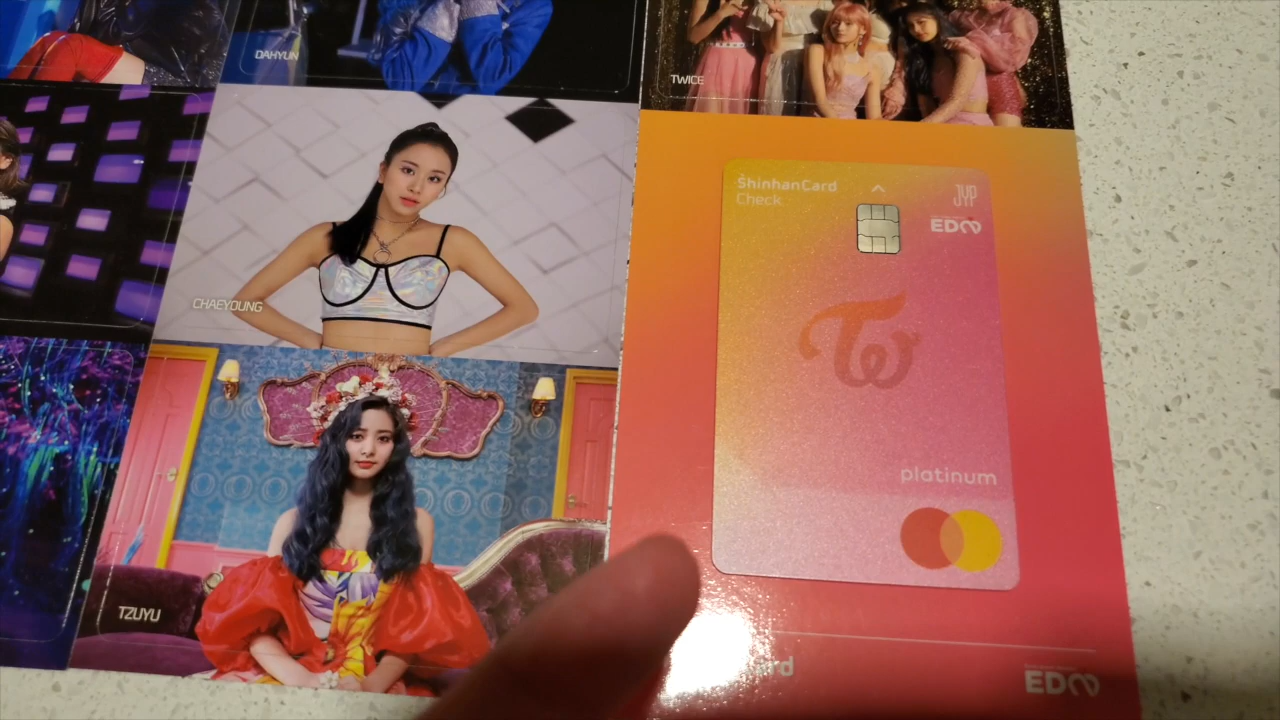 DAHYUN
TWICE
CHAEYOUNG
TZUYU
ShinhanCard
Check
JYP
EDM
platinum
EDM